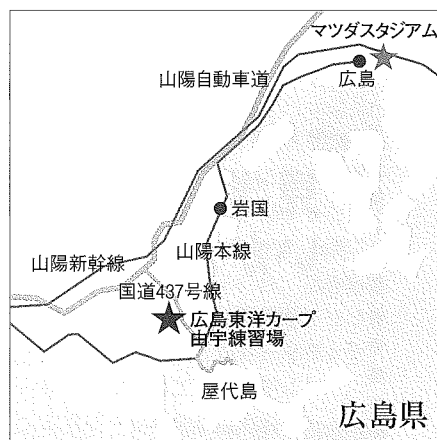 マツダスタジアム
山陽自動車道
広島
岩国
山陽新幹線
山陽本線
国道437号線
広島東洋カープ
由宇練習場
屋代島
広島県